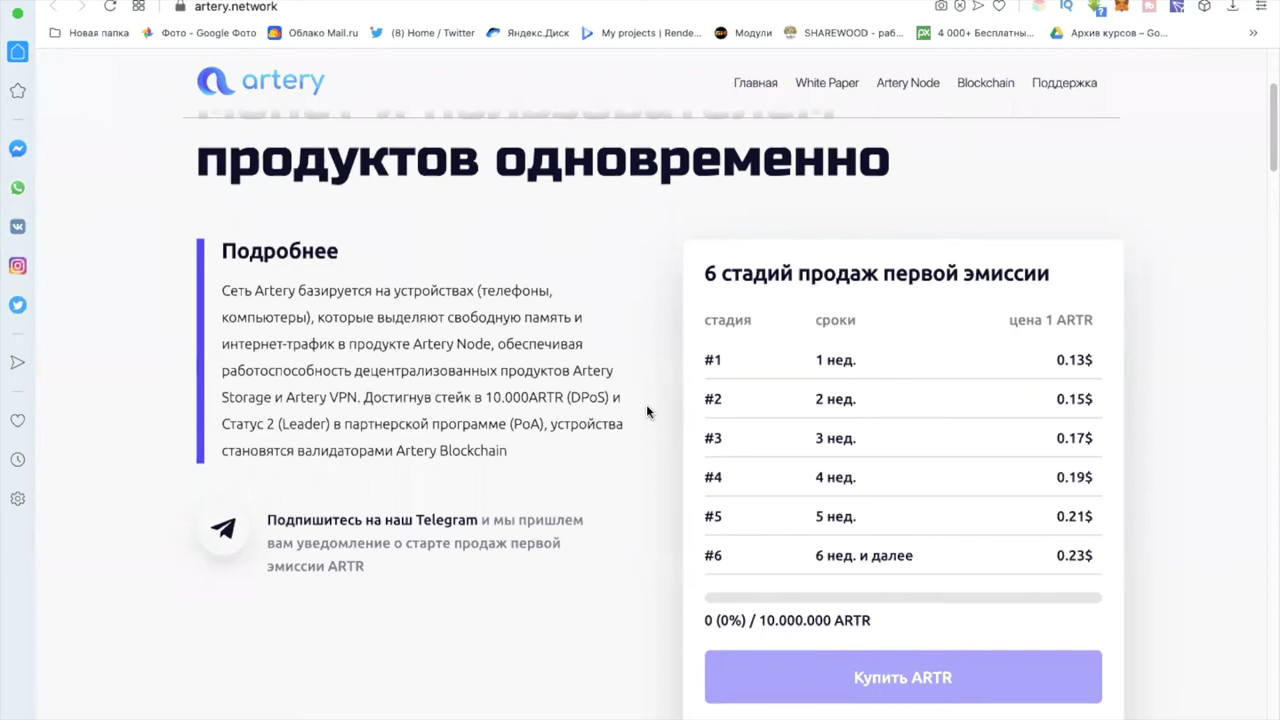 artery.network
Новая папка
Фото - Google Фото
Облако Mail.ru
(8) Home / Twitter
Яндекс.Диск
My projects | Rende...
Модули
SHAREWOOD - раб...
4 000+ Бесплатны...
Архив курсов – Go...
artery
Главная
White Paper
Artery Node
Blockchain
Поддержка
продуктов одновременно
Подробнее
Сеть Artery базируется на устройствах (телефоны,
компьютеры), которые выделяют свободную память и
интернет-трафик в продукте Artery Node, обеспечивая
работоспособность децентрализованных продуктов Artery
Storage и Artery VPN. Достигнув стейк в 10.000ARTR (DPoS) и
Статус 2 (Leader) в партнерской программе (PoA), устройства
становятся валидаторами Artery Blockchain
Подпишитесь на наш Telegram и мы пришлем
вам уведомление о старте продаж первой
эмиссии ARTR
6 стадий продаж первой эмиссии
стадия сроки цена 1 ARTR
#1 1 нед. 0.13$
#2 2 нед. 0.15$
#3 3 нед. 0.17$
#4 4 нед. 0.19$
#5 5 нед. 0.21$
#6 6 нед. и далее 0.23$
0 (0%) / 10.000.000 ARTR
Купить ARTR